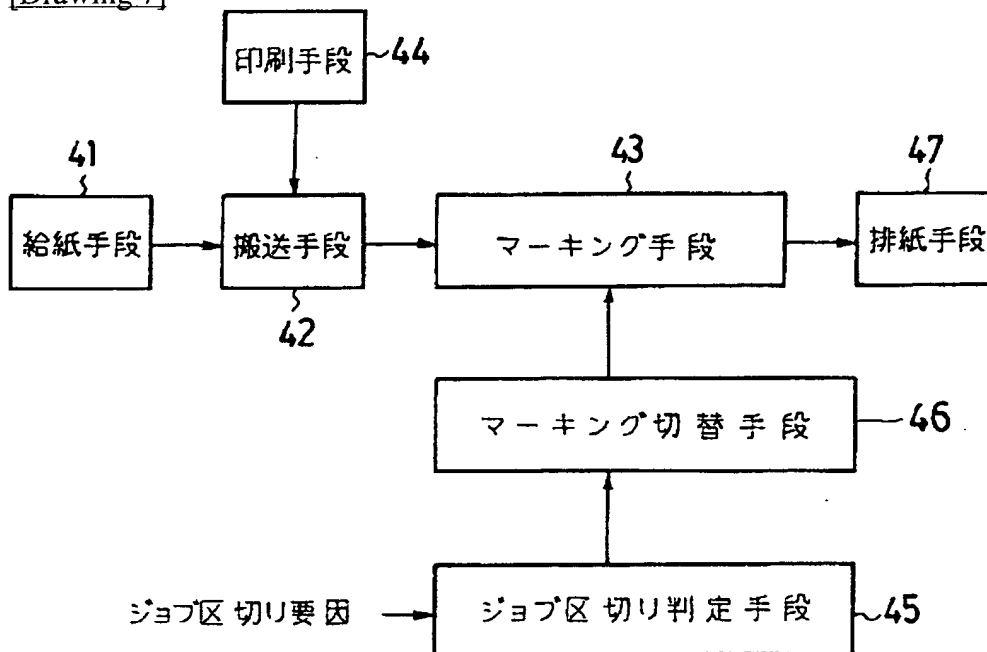 [Drawing 7]
印刷手段
44
41
43
47
給紙手段
搬送手段
マーキング手段
排紙手段
42
マーキング切替手段
46
ジョブ区切り要因
ジョブ区切り判定手段
45